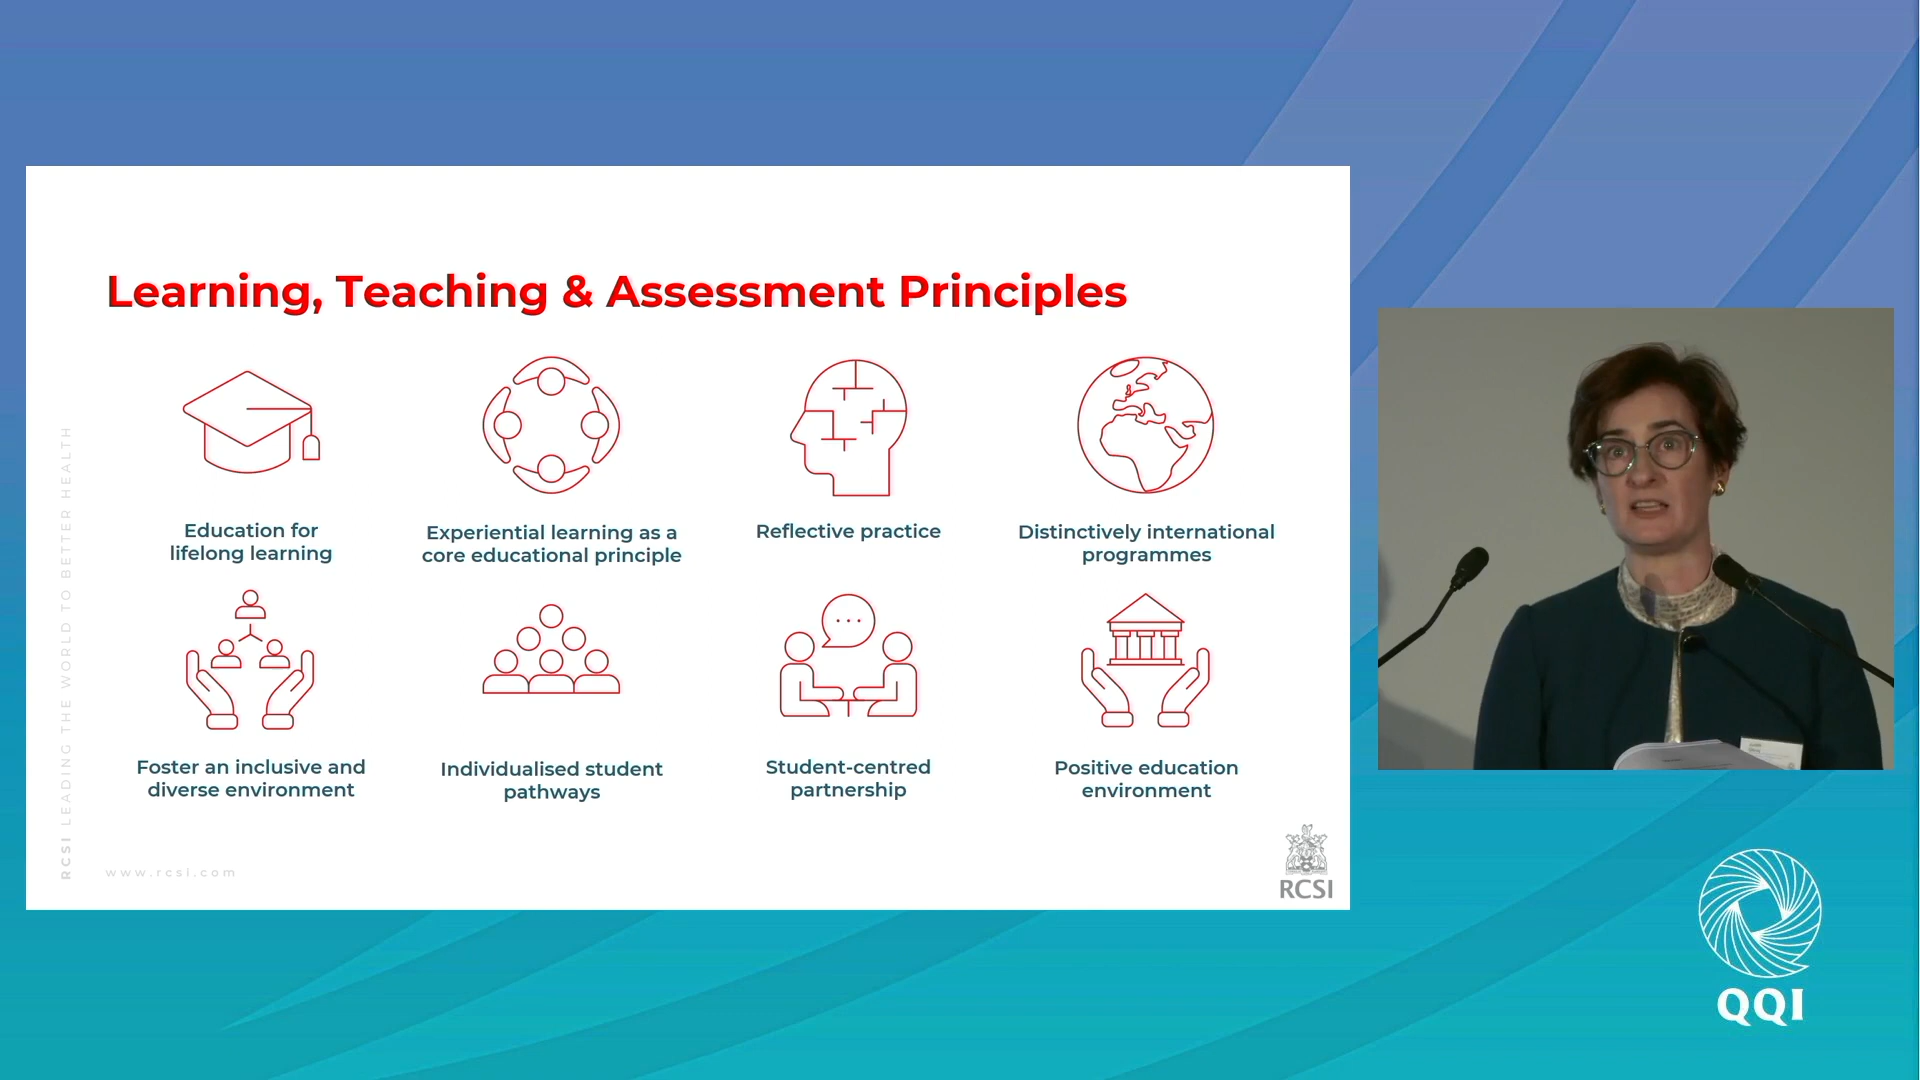 Learning, Teaching & Assessment Principles
Education for
lifelong learning
Experiential learning as a
core educational principle
Reflective practice
Distinctively international
programmes
Foster an inclusive and
diverse environment
Individualised student
pathways
Student-centred
partnership
Positive education
environment
RCSI LEADING THE WORLD TO BETTER HEALTH
www.rcsi.com
RCSI
QQI